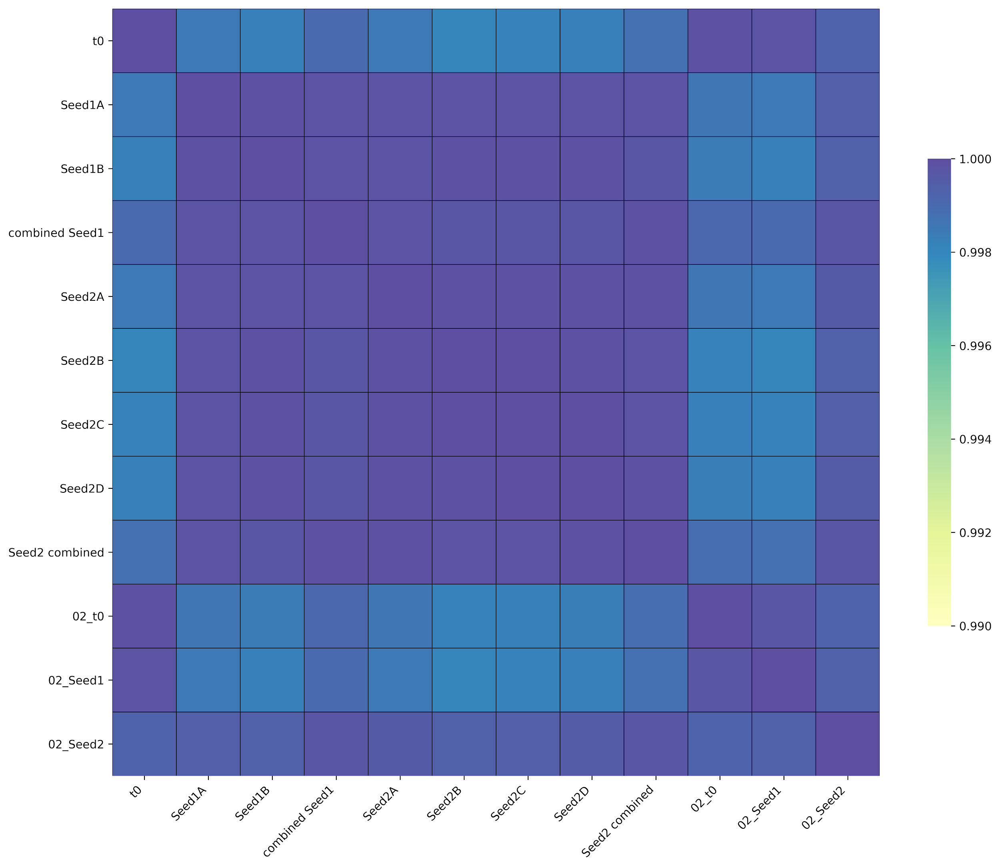 t0
Seed1A
Seed1B
combined Seed1
Seed2A
Seed2B
Seed2C
Seed2D
Seed2 combined
02_t0
02_Seed1
02_Seed2
t0
Seed1A
Seed1B
combined Seed1
Seed2A
Seed2B
Seed2C
Seed2D
Seed2 combined
02_t0
02_Seed1
02_Seed2
1.000
0.998
0.996
0.994
0.992
0.990